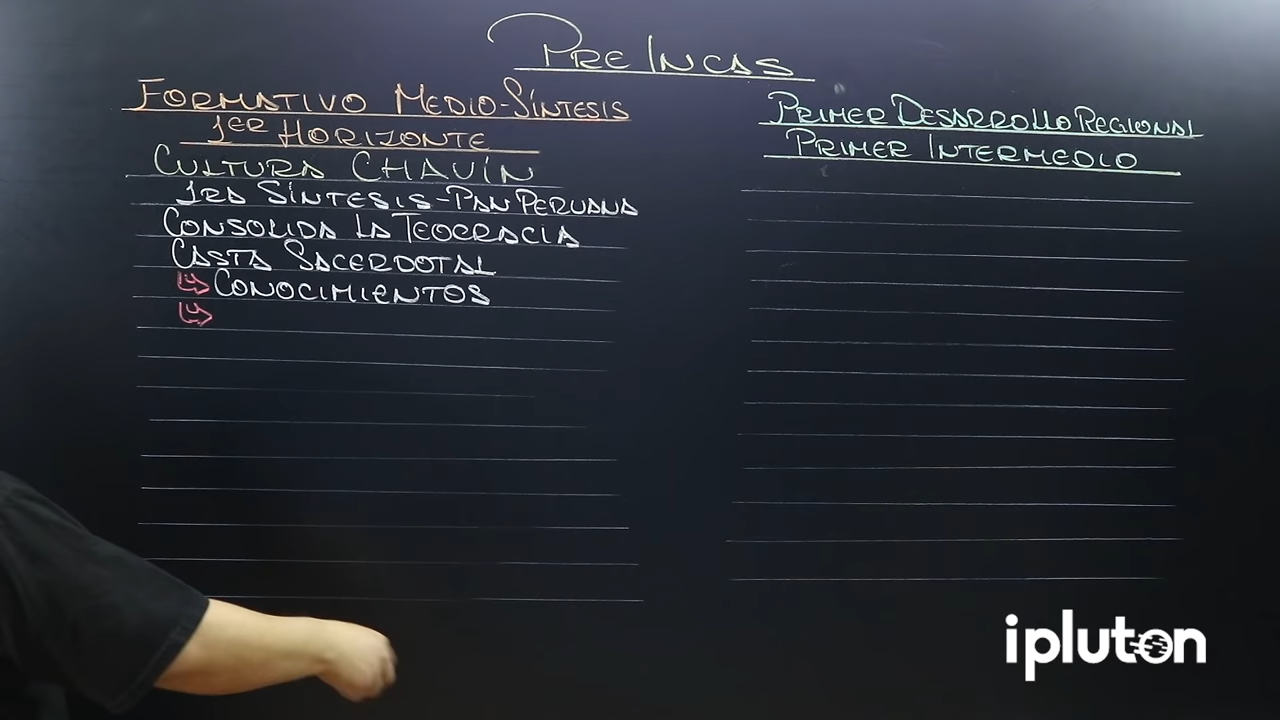 PRE INCAS
FORMATIVO MEDIO-SÍNTESIS
1ER HORIZONTE
CULTURA CHAVÍN
1RA SÍNTESIS-PAN PERUANA
CONSOLIDA LA TEOCRACIA
CASTA SACERDOTAL
↳ CONOCIMIENTOS
↳
PRIMER DESARROLLO REGIONAL
PRIMER INTERMEDIO
ipluton